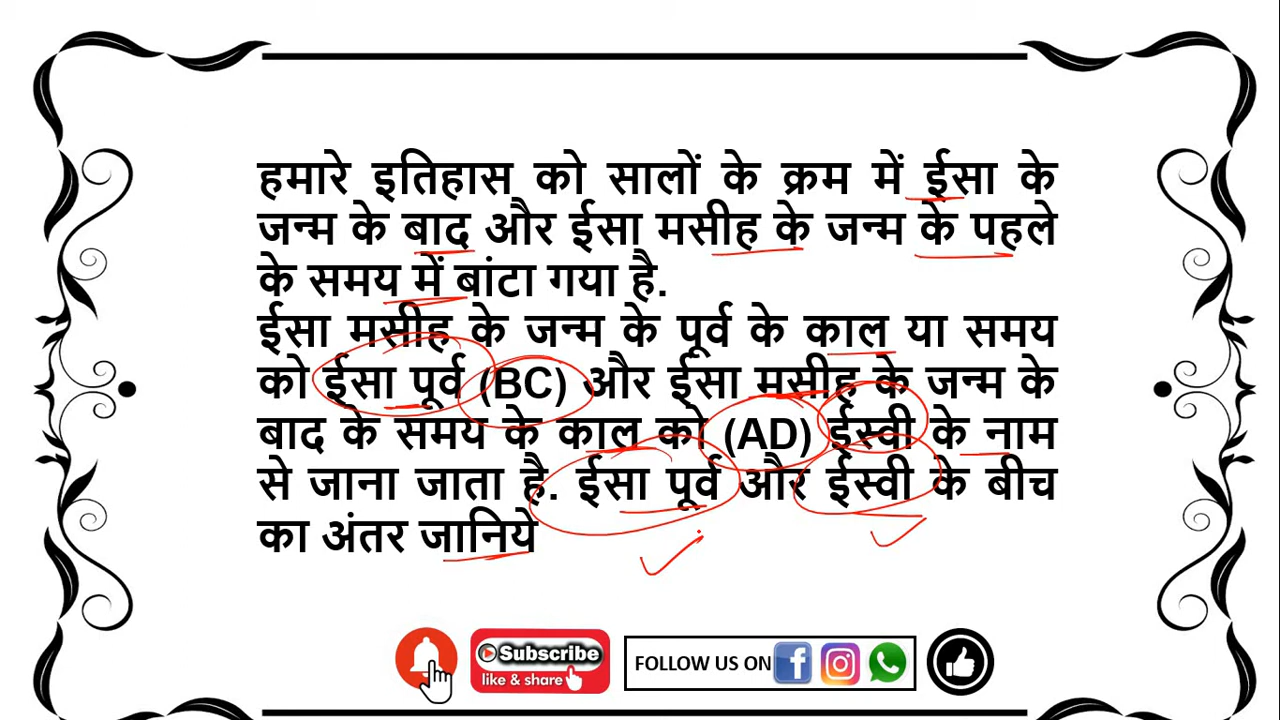 हमारे इतिहास को सालों के क्रम में ईसा के
जन्म के बाद और ईसा मसीह के जन्म के पहले
के समय में बांटा गया है.
ईसा मसीह के जन्म के पूर्व के काल या समय
को ईसा पूर्व (BC) और ईसा मसीह के जन्म के
बाद के समय के काल को (AD) ईस्वी के नाम
से जाना जाता है. ईसा पूर्व और ईस्वी के बीच
का अंतर जानिये
Subscribe
like & share
FOLLOW US ON